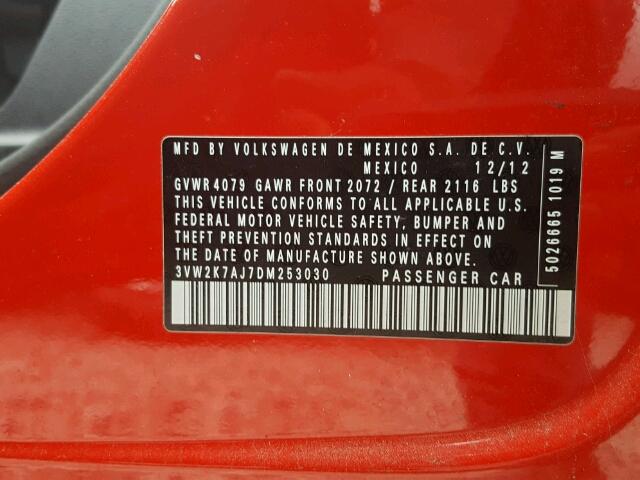 MFD BY VOLKSWAGEN DE MEXICO S.A. DE C.V.
MEXICO 12/12
GVWR 4079 GAWR FRONT 2072 / REAR 2116 LBS
THIS VEHICLE CONFORMS TO ALL APPLICABLE U.S.
FEDERAL MOTOR VEHICLE SAFETY, BUMPER AND
THEFT PREVENTION STANDARDS IN EFFECT ON
THE DATE OF MANUFACTURE SHOWN ABOVE.
3VW2K7AJ7DM253030 PASSENGER CAR
5026665 1019 M